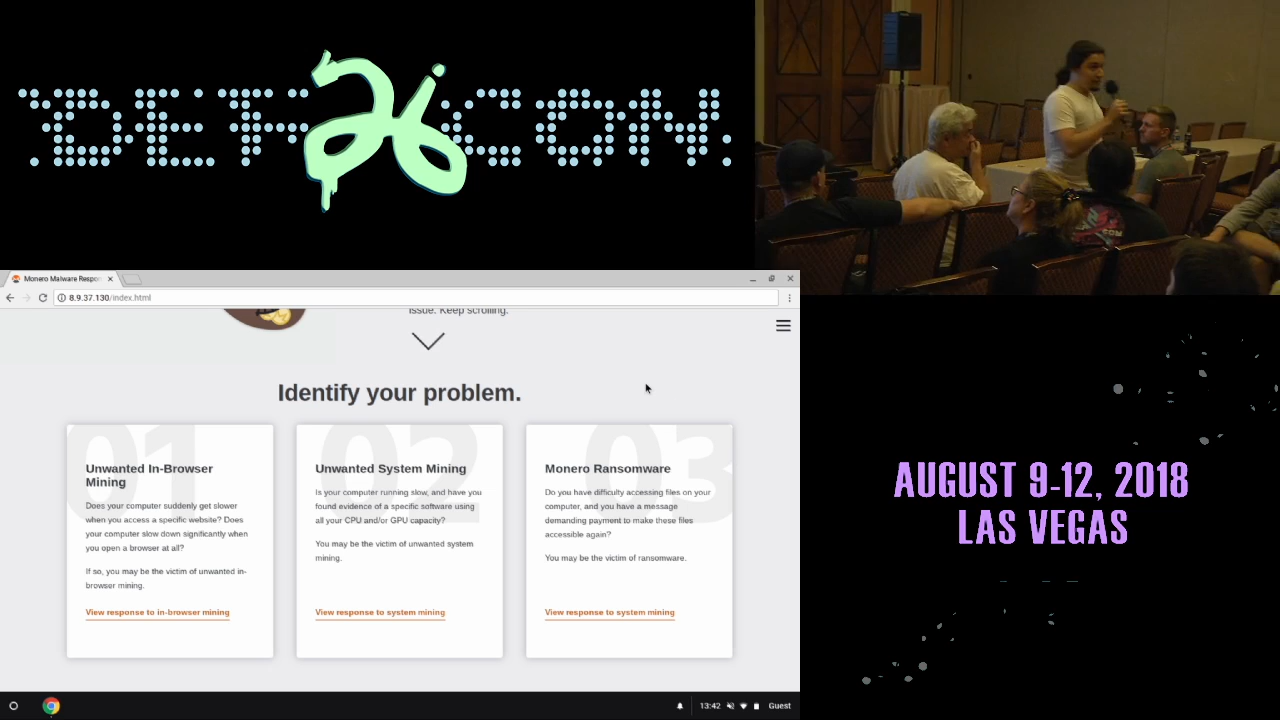 DEF 26 CON
Monero Malware Respon
8.9.37.130/index.html
issue. Keep scrolling.
Identify your problem.
01
Unwanted In-Browser
Mining
Does your computer suddenly get slower
when you access a specific website? Does
your computer slow down significantly when
you open a browser at all?
If so, you may be the victim of unwanted in-
browser mining.
View response to in-browser mining
02
Unwanted System Mining
Is your computer running slow, and have you
found evidence of a specific software using
all your CPU and/or GPU capacity?
You may be the victim of unwanted system
mining.
View response to system mining
03
Monero Ransomware
Do you have difficulty accessing files on your
computer, and you have a message
demanding payment to make these files
accessible again?
You may be the victim of ransomware.
View response to system mining
13:42
Guest
AUGUST 9-12, 2018
LAS VEGAS